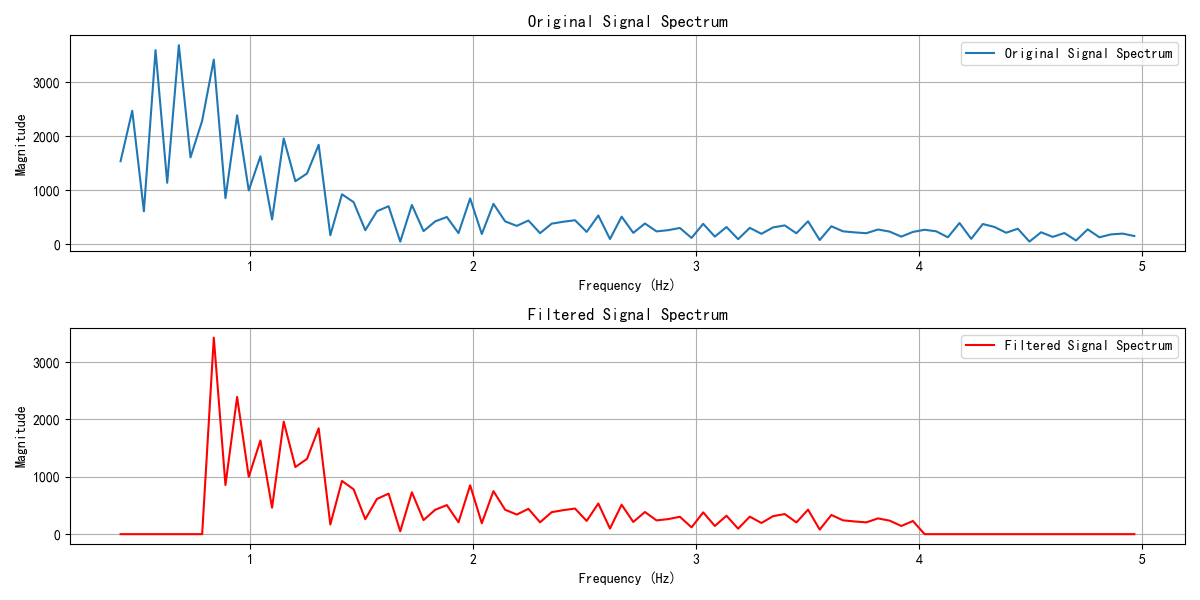 Original Signal Spectrum
Original Signal Spectrum
Magnitude
3000
2000
1000
0
1 2 3 4 5
Frequency (Hz)
Filtered Signal Spectrum
Filtered Signal Spectrum
Magnitude
3000
2000
1000
0
1 2 3 4 5
Frequency (Hz)